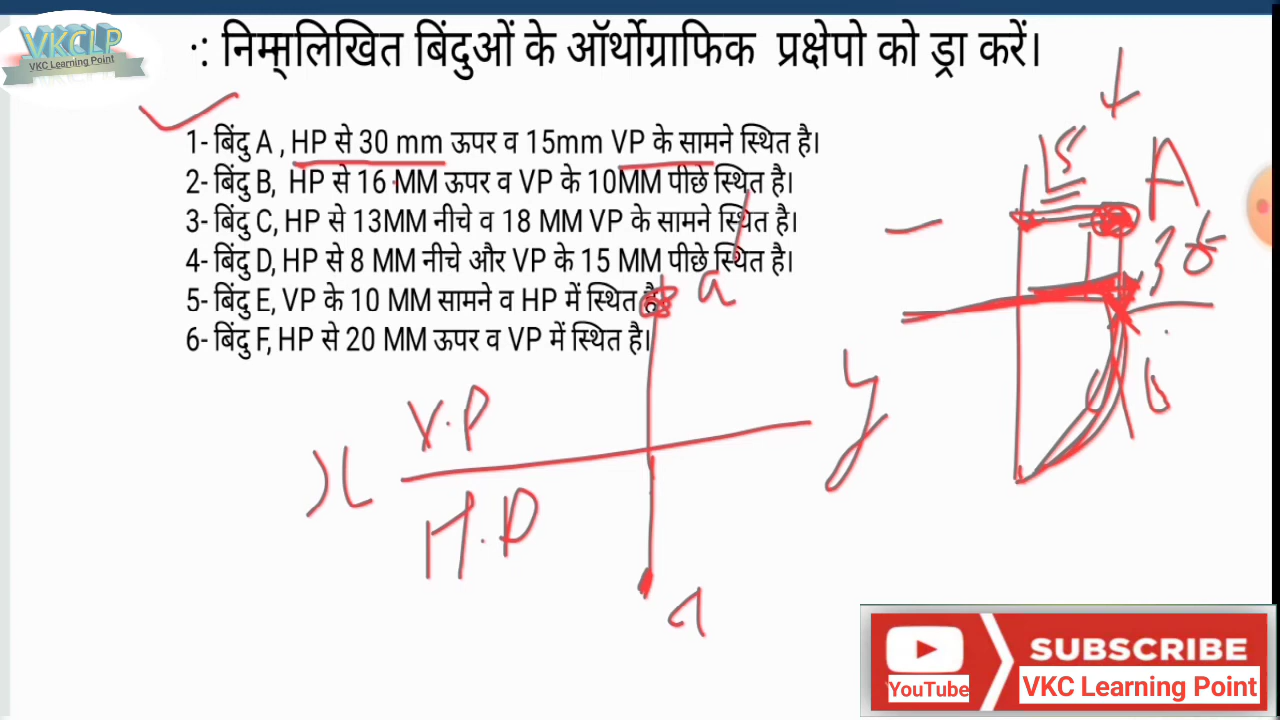 VKCLP
VKC Learning Point
∴ निम्म्नलिखित बिंदुओं के ऑर्थोग्राफिक प्रक्षेपो को ड्रा करें।
1- बिंदु A , HP से 30 mm ऊपर व 15mm VP के सामने स्थित है।
2- बिंदु B, HP से 16 MM ऊपर व VP के 10MM पीछे स्थित है।
3- बिंदु C, HP से 13MM नीचे व 18 MM VP के सामने स्थित है।
4- बिंदु D, HP से 8 MM नीचे और VP के 15 MM पीछे स्थित है।
5- बिंदु E, VP के 10 MM सामने व HP में स्थित है।
6- बिंदु F, HP से 20 MM ऊपर व VP में स्थित है।
15 A
a'
V.P
x y
H.P
a
SUBSCRIBE
YouTube
VKC Learning Point